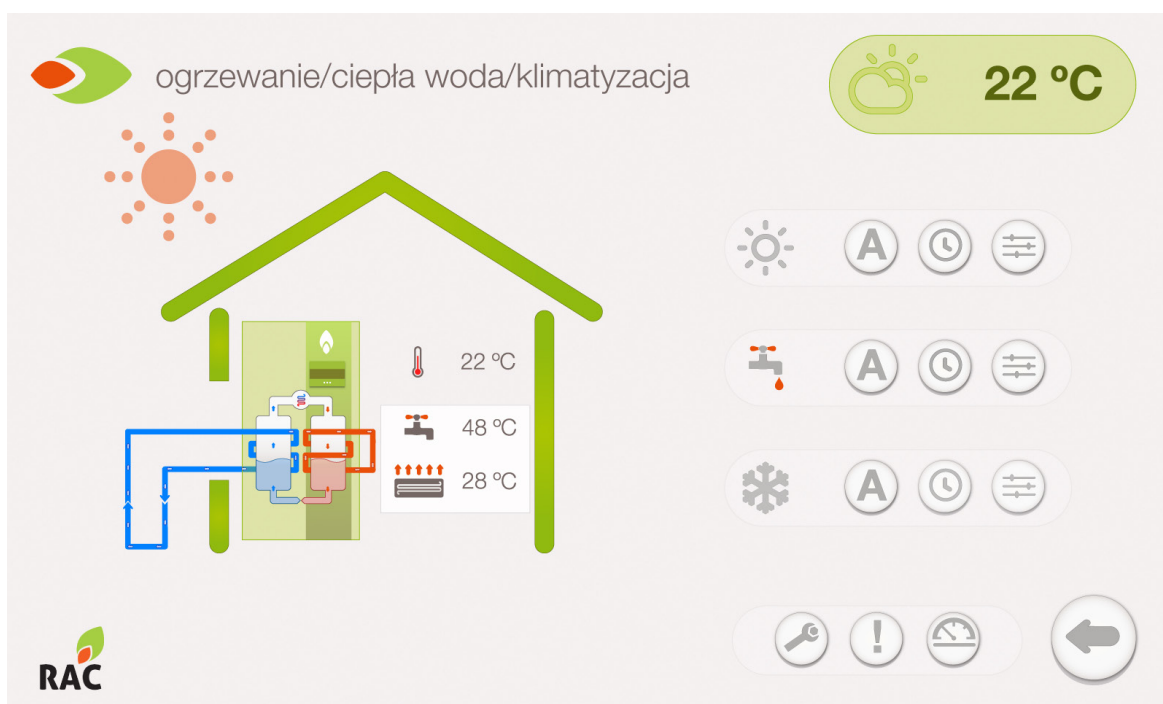 ogrzewanie/ciepła woda/klimatyzacja
22 ºC
A
22 ºC
A
48 ºC
28 ºC
A
!
RAC